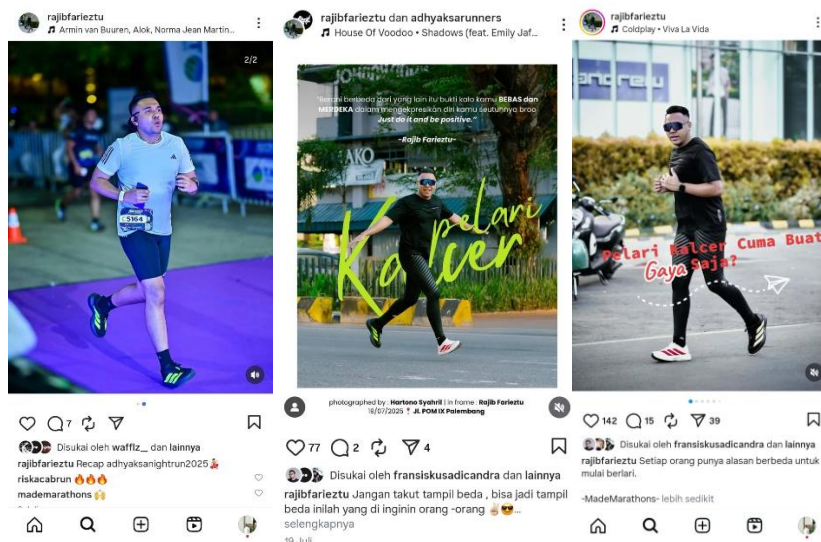 rajibfarieztu
Armin van Buuren, Alok, Norma Jean Martin...
2/2
5164
7
Disukai oleh wafflz_ dan lainnya
rajibfarieztu Recap adhyaksanightrun2025💃
riskacabrun 🔥🔥🔥
mademarathons 🙌
rajibfarieztu dan adhyaksarunners
House Of Voodoo • Shadows (feat. Emily Jaf...
"Berani berbeda dari yang lain itu bukti kalo kamu BEBAS dan
MERDEKA dalam mengekpresikan diri kamu seutuhnya broo
Just do it and be positive."
-Rajib Farieztu-
AKO
pelari
Kalcer
photographed by : Hartono Syahril | in frame : Rajib Farieztu
19/07/2025 📍 JL. POM IX Palembang
77
2
4
Disukai oleh fransiskusadicandra dan lainnya
rajibfarieztu Jangan takut tampil beda , bisa jadi tampil
beda inilah yang di inginin orang -orang ✌🏻😎...
selengkapnya
19 Juli
rajibfarieztu
Coldplay • Viva La Vida
Pelari Kalcer Cuma Buat
Gaya Saja?
142
15
39
Disukai oleh fransiskusadicandra dan lainnya
rajibfarieztu Setiap orang punya alasan berbeda untuk
mulai berlari.
-MadeMarathons- lebih sedikit